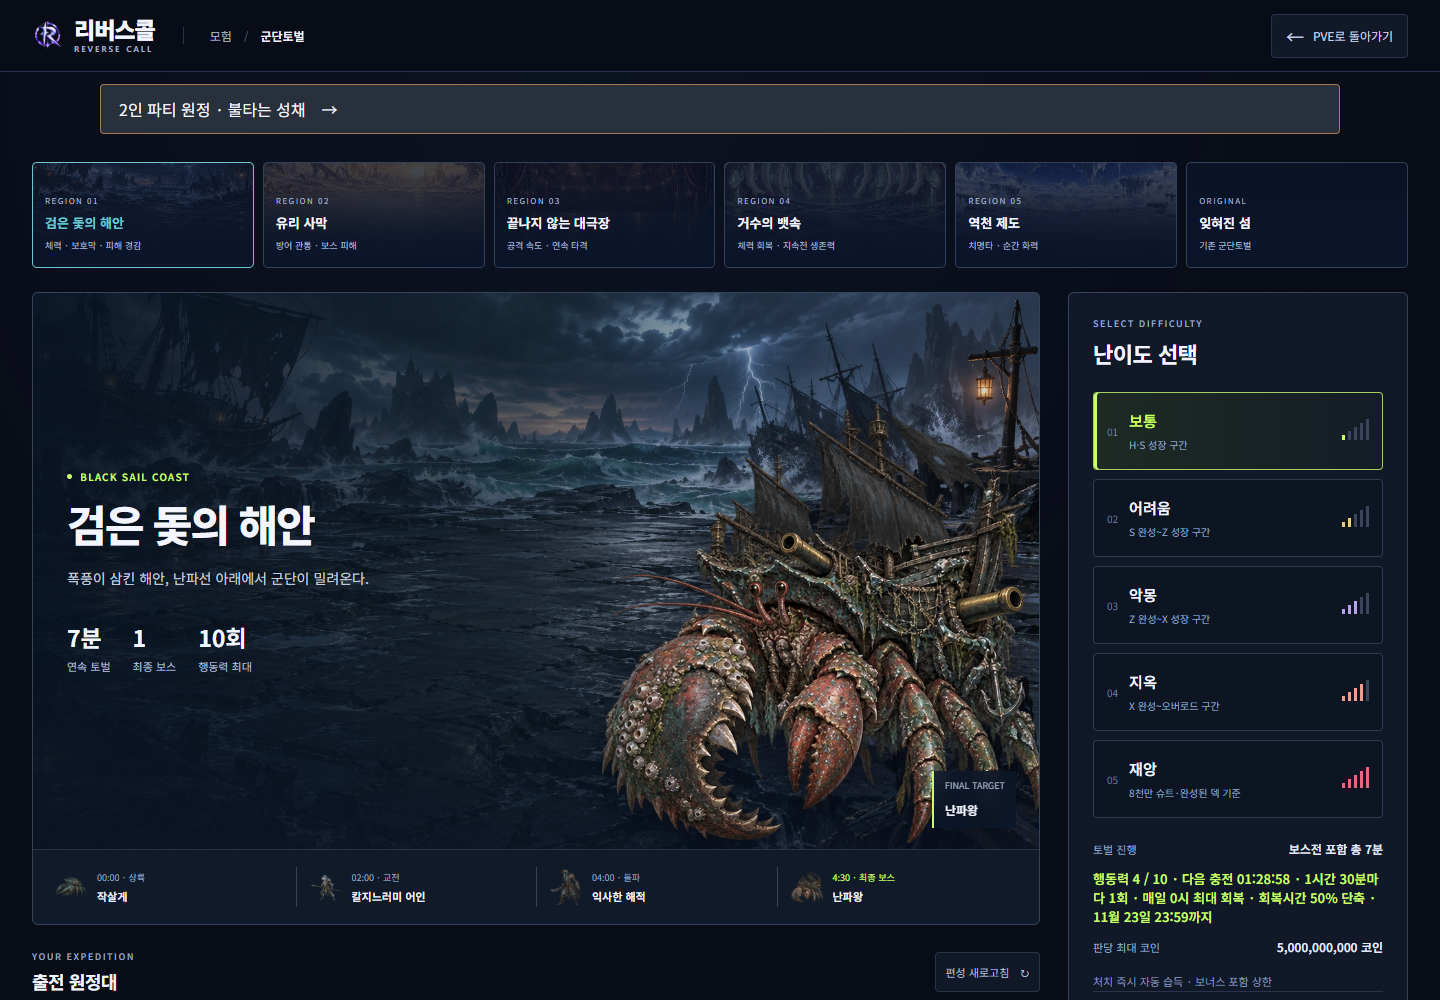 리버스콜
REVERSE CALL
모험 / 군단토벌
← PVE로 돌아가기
2인 파티 원정 · 불타는 성채 →
REGION 01
검은 돛의 해안
체력 · 보호막 · 피해 경감
REGION 02
유리 사막
방어 관통 · 보스 피해
REGION 03
끝나지 않는 대극장
공격 속도 · 연속 타격
REGION 04
거수의 뱃속
체력 회복 · 지속전 생존력
REGION 05
역천 제도
치명타 · 순간 화력
ORIGINAL
잊혀진 섬
기존 군단토벌
BLACK SAIL COAST
검은 돛의 해안
폭풍이 삼킨 해안, 난파선 아래에서 군단이 밀려온다.
7분
연속 토벌
1
최종 보스
10회
행동력 최대
FINAL TARGET
난파왕
00:00 · 상륙
작살게
02:00 · 교전
칼지느러미 어인
04:00 · 돌파
익사한 해적
4:30 · 최종 보스
난파왕
YOUR EXPEDITION
출전 원정대
편성 새로고침 ↻
SELECT DIFFICULTY
난이도 선택
01
보통
H·S 성장 구간
02
어려움
S 완성~Z 성장 구간
03
악몽
Z 완성~X 성장 구간
04
지옥
X 완성~오버로드 구간
05
재앙
8천만 슈트·완성된 덱 기준
토벌 진행 보스전 포함 총 7분
행동력 4 / 10 · 다음 충전 01:28:58 · 1시간 30분마
다 1회 · 매일 0시 최대 회복 · 회복시간 50% 단축 ·
11월 23일 23:59까지
판당 최대 코인 5,000,000,000 코인
처치 즉시 자동 습득 · 보너스 포함 상한